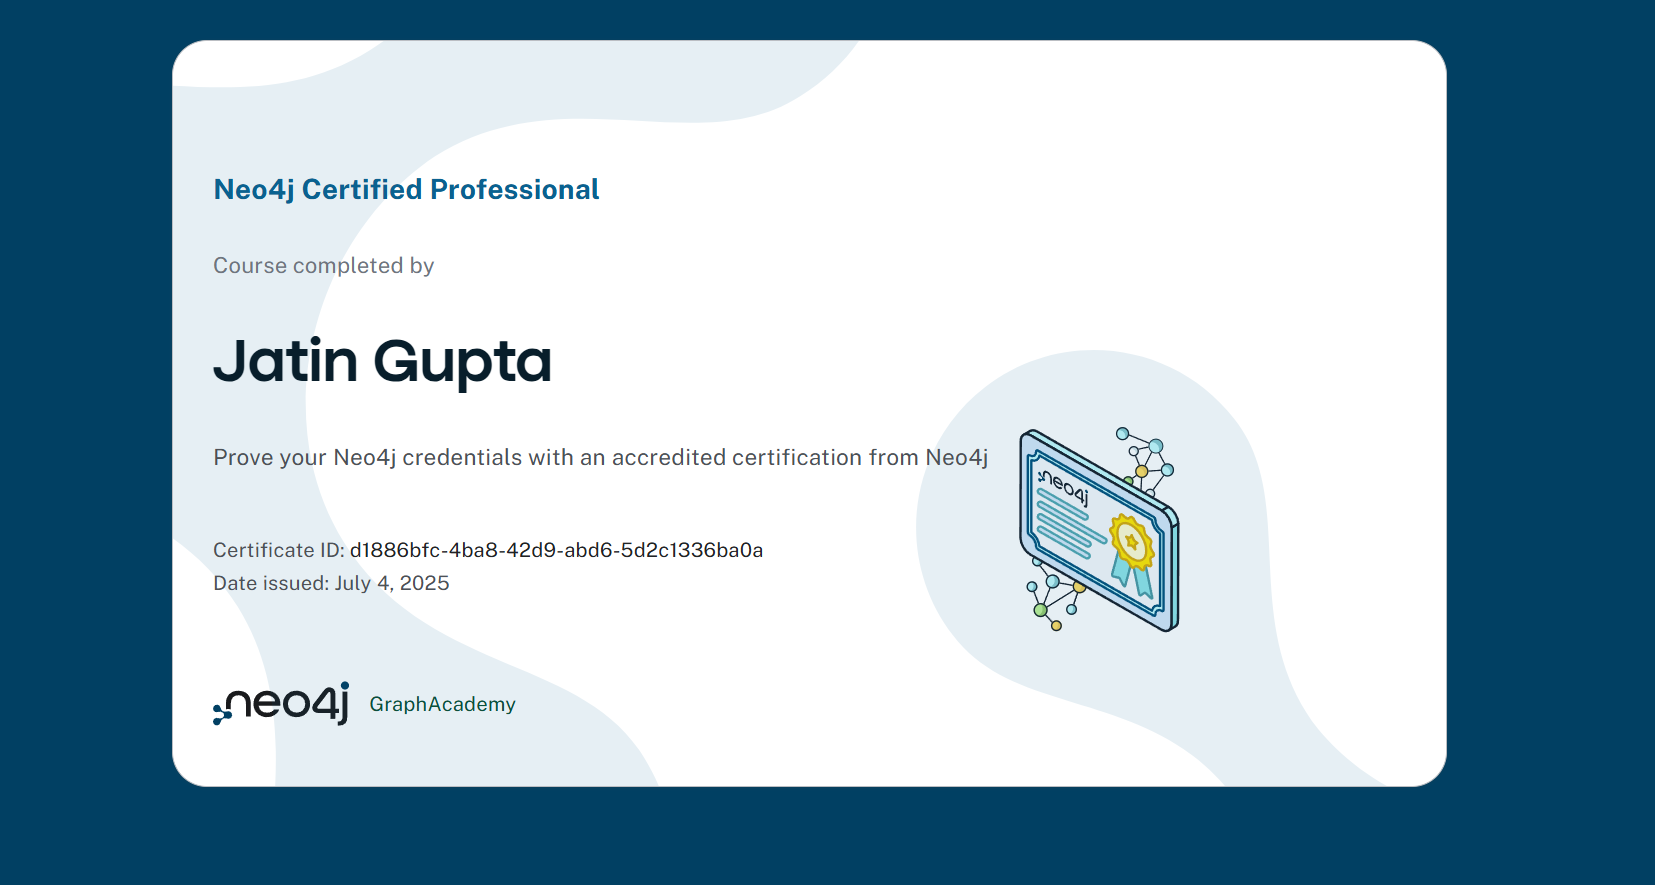 Neo4j Certified Professional
Course completed by
Jatin Gupta
Prove your Neo4j credentials with an accredited certification from Neo4j
neo4j
Certificate ID: d1886bfc-4ba8-42d9-abd6-5d2c1336ba0a
Date issued: July 4, 2025
neo4j GraphAcademy